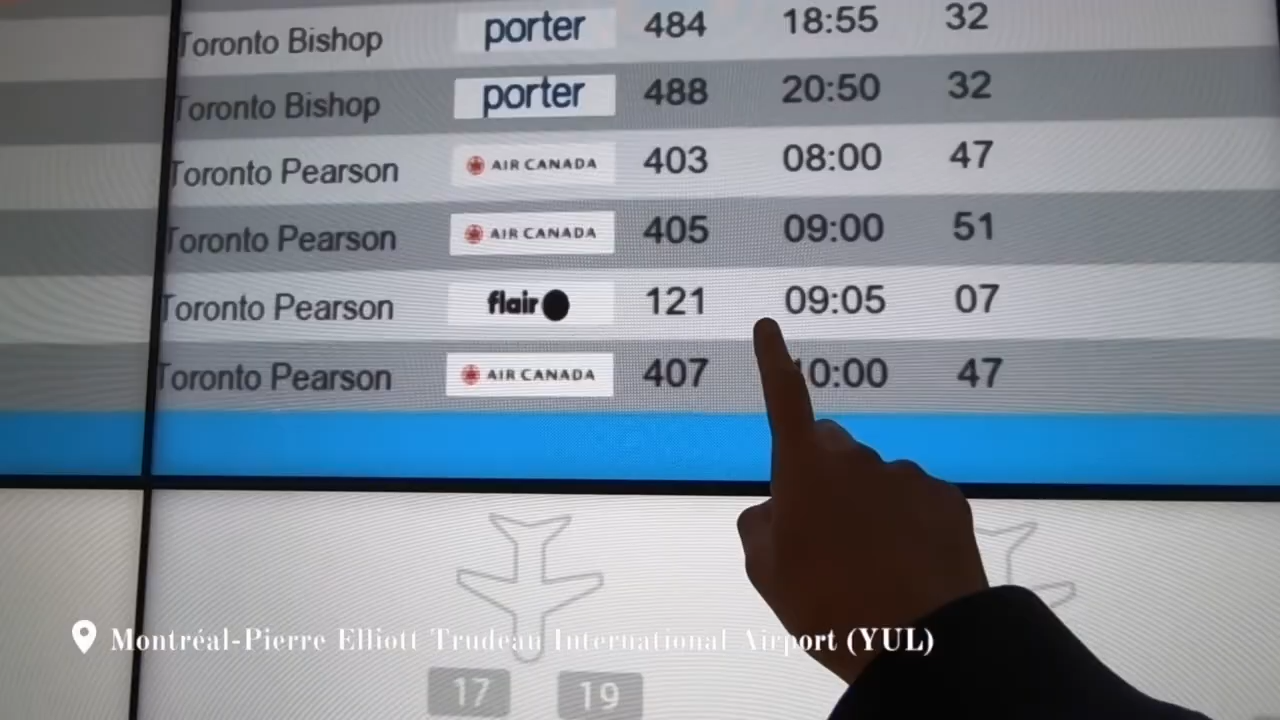 Toronto Bishop porter 484 18:55 32
Toronto Bishop porter 488 20:50 32
Toronto Pearson AIR CANADA 403 08:00 47
Toronto Pearson AIR CANADA 405 09:00 51
Toronto Pearson flair 121 09:05 07
Toronto Pearson AIR CANADA 407 10:00 47
Montréal-Pierre Elliott Trudeau International Airport (YUL)
17 19